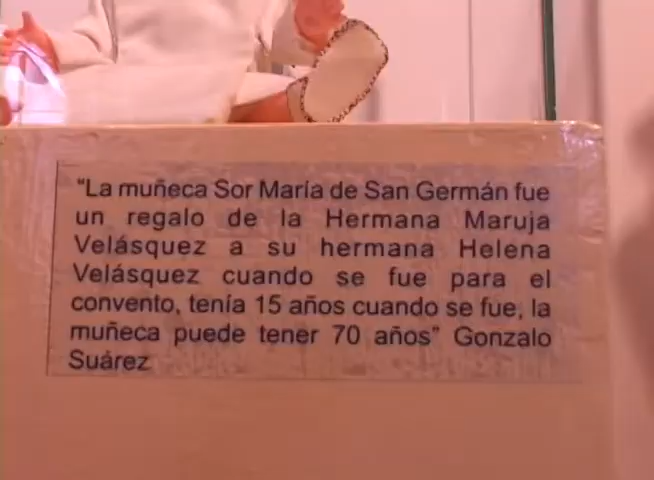 "La muñeca Sor María de San Germán fue
un regalo de la Hermana Maruja
Velásquez a su hermana Helena
Velásquez cuando se fue para el
convento, tenía 15 años cuando se fue, la
muñeca puede tener 70 años" Gonzalo
Suárez